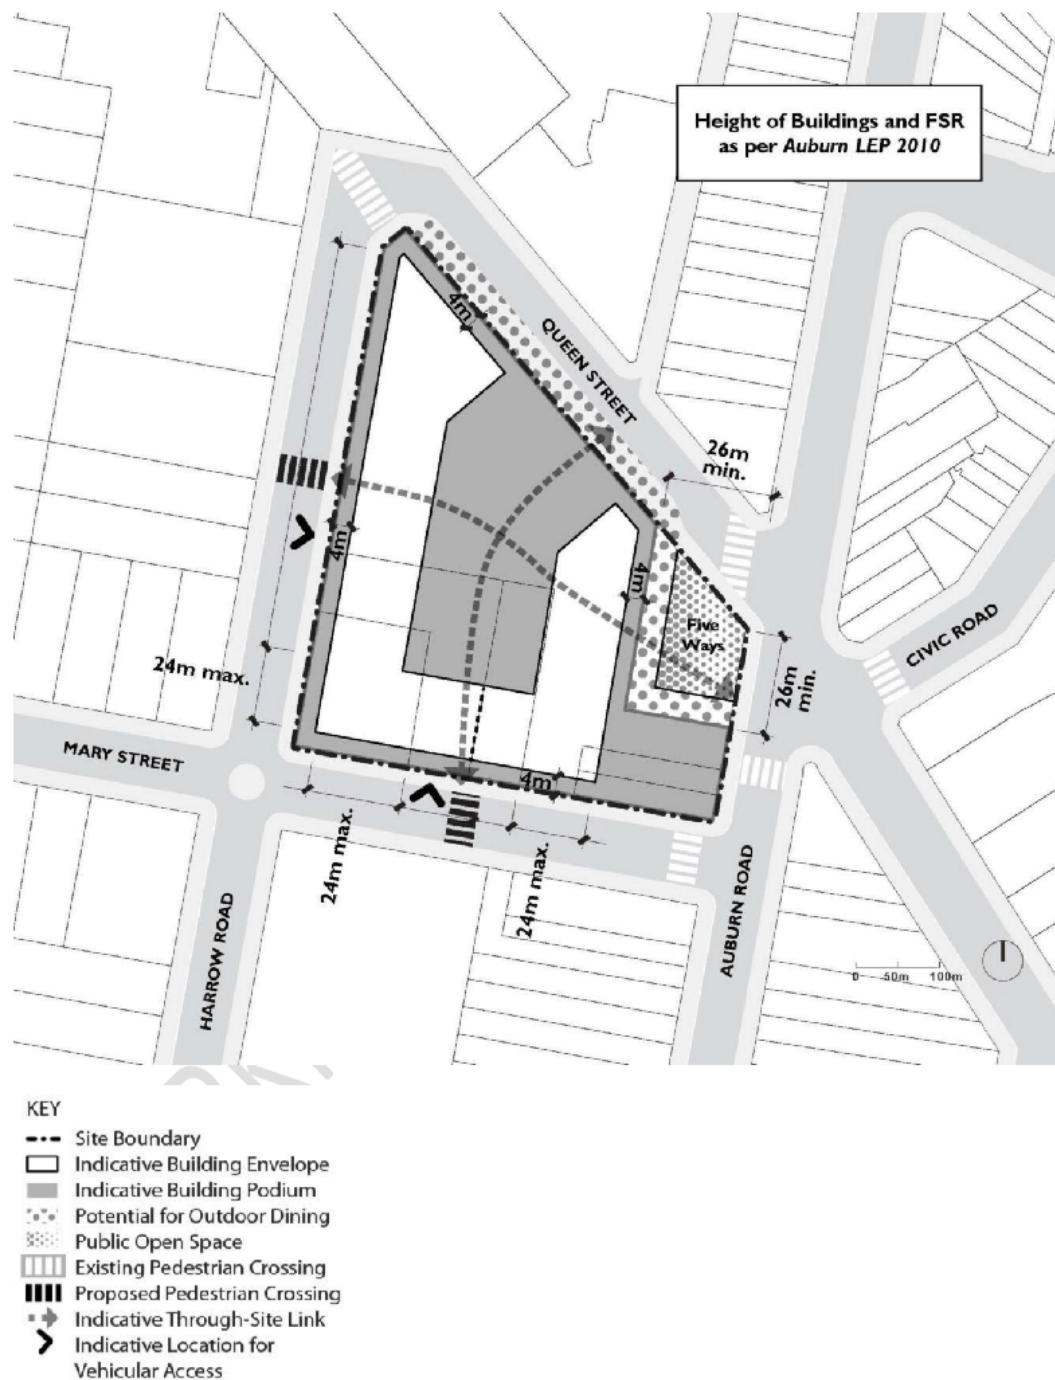 Height of Buildings and FSR
as per Auburn LEP 2010
4m
QUEEN STREET
26m
min.
4m
4m
Five
Ways
CIVIC ROAD
24m max.
26m
min.
MARY STREET
4m
24m max.
24m max.
HARROW ROAD
AUBURN ROAD
0 50m 100m
KEY
Site Boundary
Indicative Building Envelope
Indicative Building Podium
Potential for Outdoor Dining
Public Open Space
Existing Pedestrian Crossing
Proposed Pedestrian Crossing
Indicative Through-Site Link
Indicative Location for
Vehicular Access